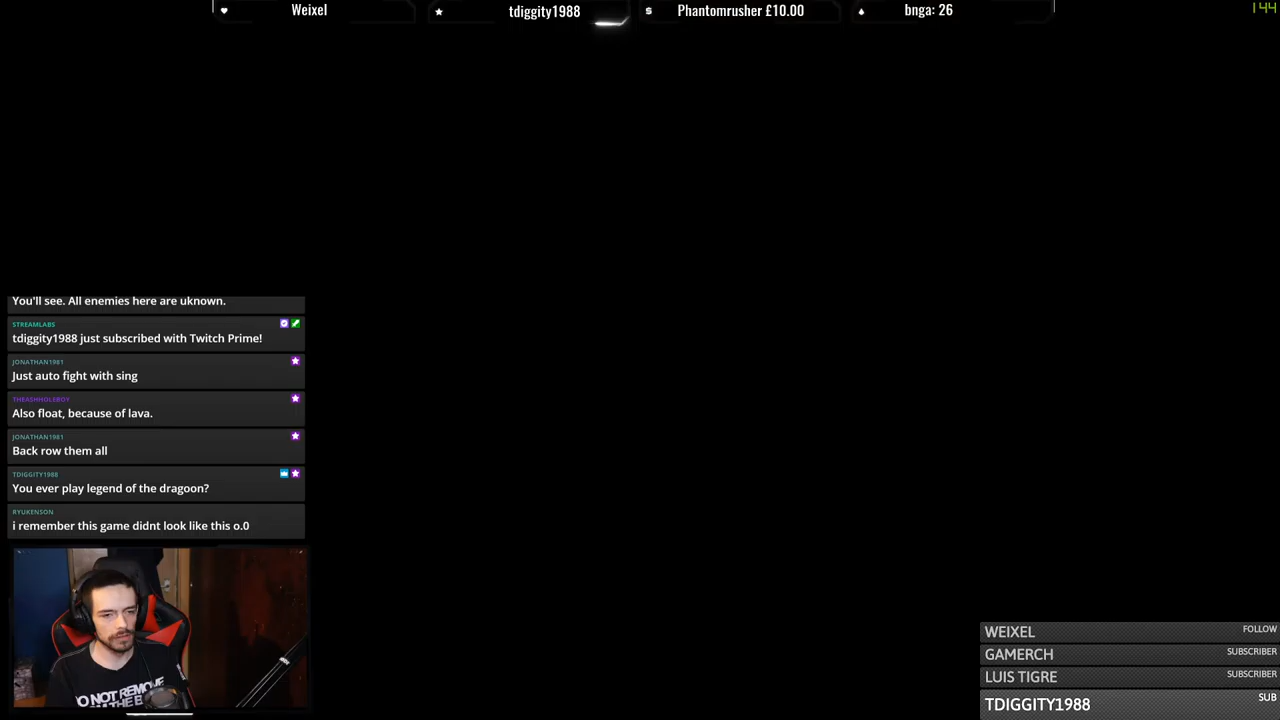 Weixel
tdiggity1988
$ Phantomrusher £10.00
bnga: 26
144
You'll see. All enemies here are uknown.
STREAMLABS
tdiggity1988 just subscribed with Twitch Prime!
JONATHAN1981
Just auto fight with sing
THEASHHOLEBOY
Also float, because of lava.
JONATHAN1981
Back row them all
TDIGGITY1988
You ever play legend of the dragoon?
RYUKENSON
i remember this game didnt look like this o.0
DO NOT REMOVE
WEIXEL FOLLOW
GAMERCH SUBSCRIBER
LUIS TIGRE SUBSCRIBER
TDIGGITY1988 SUB